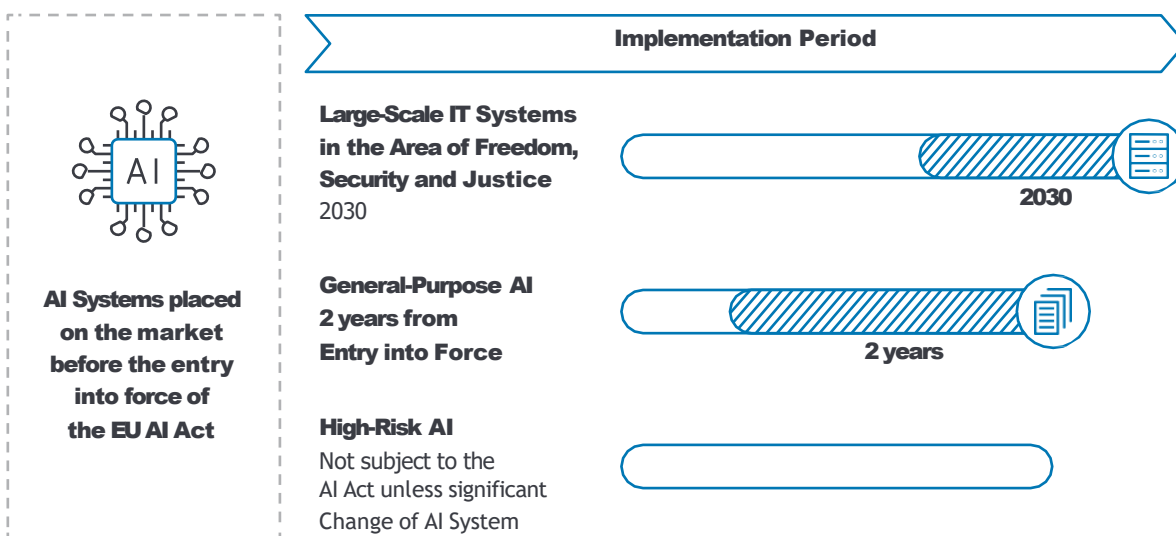 Implementation Period
AI
AI Systems placed
on the market
before the entry
into force of
the EU AI Act
Large-Scale IT Systems
in the Area of Freedom,
Security and Justice
2030
2030
General-Purpose AI
2 years from
Entry into Force
2 years
High-Risk AI
Not subject to the
AI Act unless significant
Change of AI System